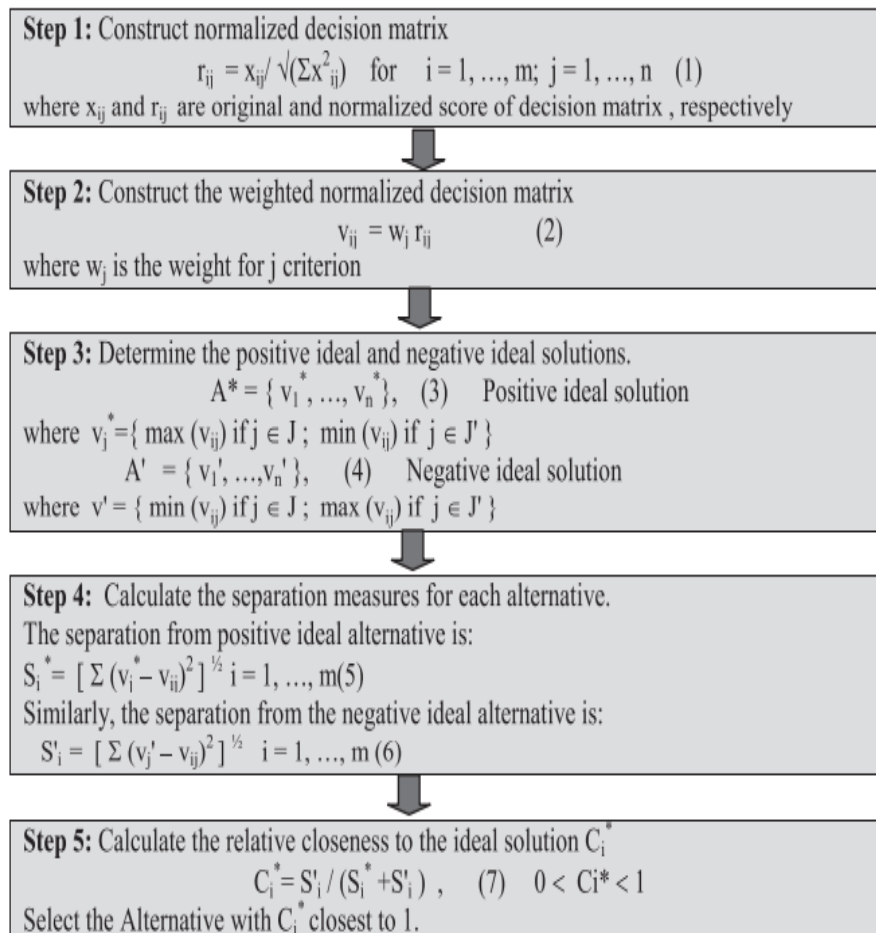 Step 1: Construct normalized decision matrix
r_ij = x_ij/ √(Σx²_ij) for i = 1, …, m; j = 1, …, n (1)
where x_ij and r_ij are original and normalized score of decision matrix , respectively
Step 2: Construct the weighted normalized decision matrix
v_ij = w_j r_ij (2)
where w_j is the weight for j criterion
Step 3: Determine the positive ideal and negative ideal solutions.
A* = { v_1^*, …, v_n^*}, (3) Positive ideal solution
where v_j^*={ max (v_ij) if j ∈ J ; min (v_ij) if j ∈ J' }
A' = { v_1', …,v_n' }, (4) Negative ideal solution
where v' = { min (v_ij) if j ∈ J ; max (v_ij) if j ∈ J' }
Step 4: Calculate the separation measures for each alternative.
The separation from positive ideal alternative is:
S_i^* = [ Σ (v_j^* – v_ij)² ]^½ i = 1, …, m(5)
Similarly, the separation from the negative ideal alternative is:
S'_i = [ Σ (v_j' – v_ij)² ]^½ i = 1, …, m (6)
Step 5: Calculate the relative closeness to the ideal solution C_i^*
C_i^* = S'_i / (S_i^* +S'_i ) , (7) 0 < Ci* < 1
Select the Alternative with C_i^* closest to 1.